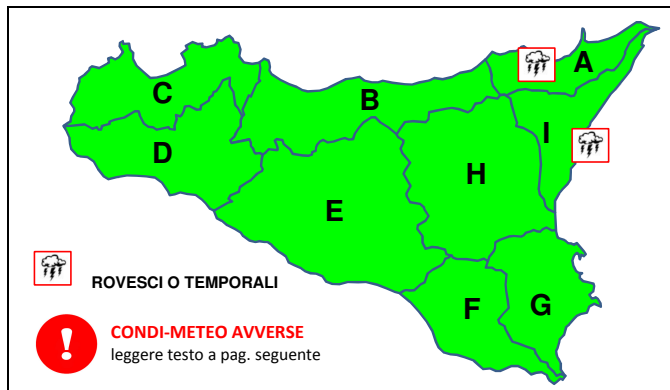 A
C
B
I
D
H
E
ROVESCI O TEMPORALI
F
G
!
CONDI-METEO AVVERSE
leggere testo a pag. seguente